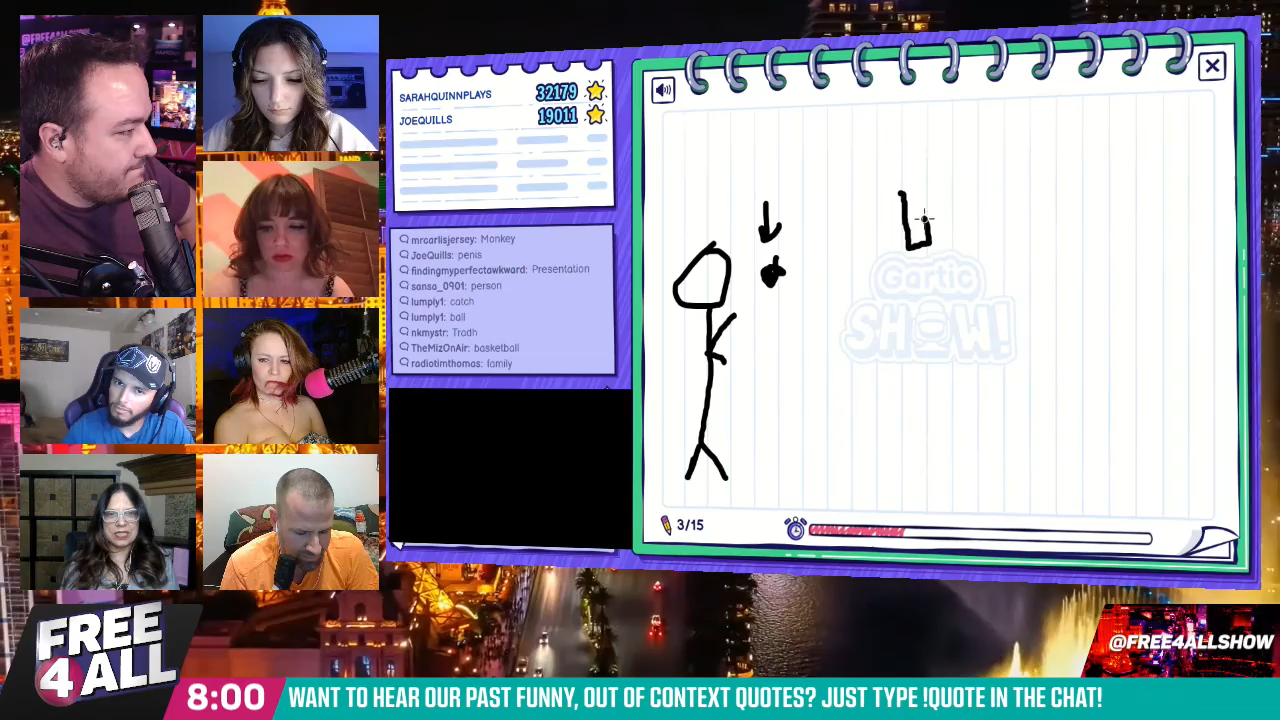 SARAHQUINNPLAYS 32179
JOEQUILLS 19011
mrcarlisjersey: Monkey
JoeQuills: penis
findingmyperfectawkward: Presentation
sansa_0901: person
lumply1: catch
lumply1: ball
nkmystr: Trodh
TheMizOnAir: basketball
radiotimthomas: family
Gartic
SHOW!
3/15
FREE
4 ALL
@FREE4ALLSHOW
8:00 WANT TO HEAR OUR PAST FUNNY, OUT OF CONTEXT QUOTES? JUST TYPE !QUOTE IN THE CHAT!